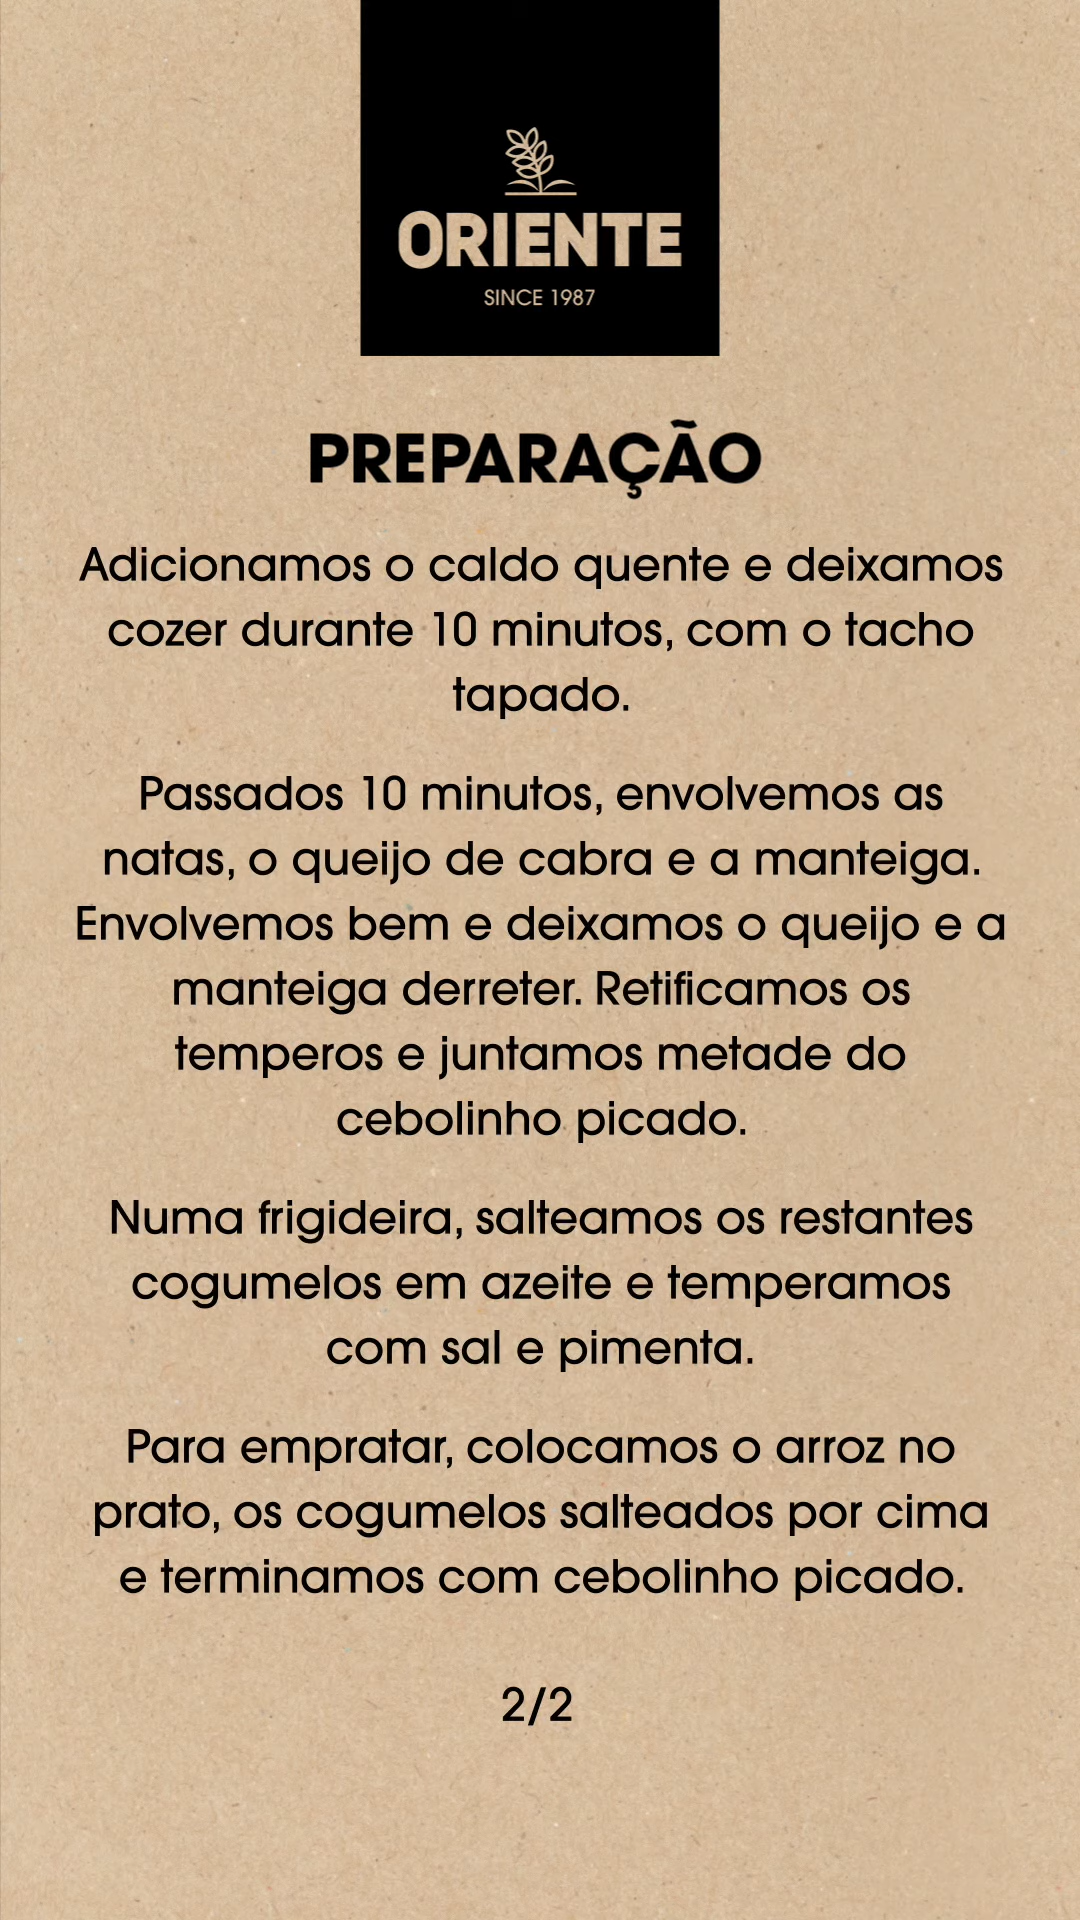 ORIENTE
SINCE 1987
PREPARAÇÃO
Adicionamos o caldo quente e deixamos
cozer durante 10 minutos, com o tacho
tapado.
Passados 10 minutos, envolvemos as
natas, o queijo de cabra e a manteiga.
Envolvemos bem e deixamos o queijo e a
manteiga derreter. Retificamos os
temperos e juntamos metade do
cebolinho picado.
Numa frigideira, salteamos os restantes
cogumelos em azeite e temperamos
com sal e pimenta.
Para empratar, colocamos o arroz no
prato, os cogumelos salteados por cima
e terminamos com cebolinho picado.
2/2